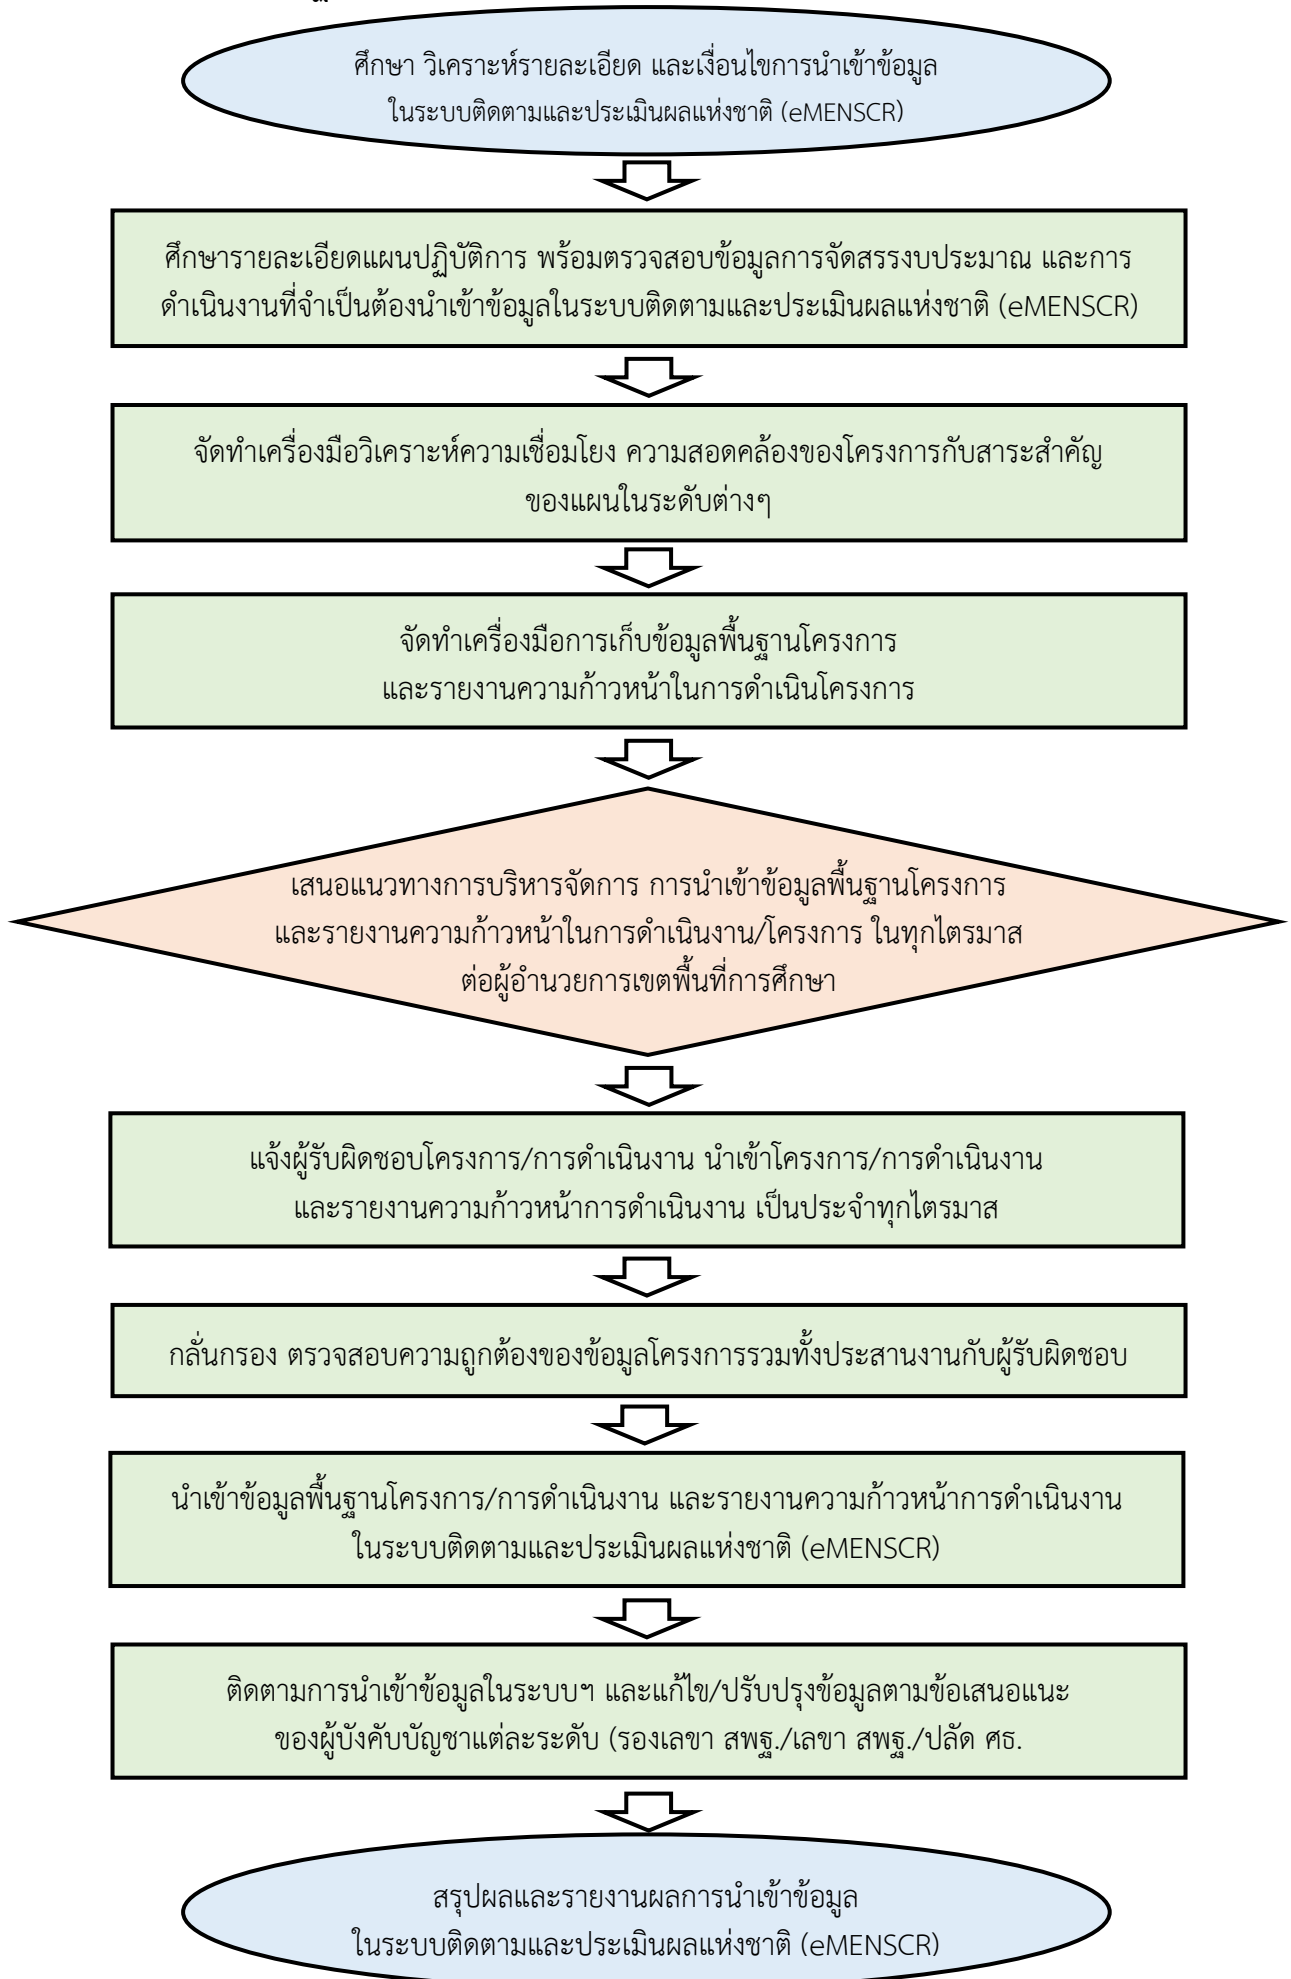 ศึกษา วิเคราะห์รายละเอียด และเงื่อนไขการนำเข้าข้อมูล
ในระบบติดตามและประเมินผลแห่งชาติ (eMENSCR)
ศึกษารายละเอียดแผนปฏิบัติการ พร้อมตรวจสอบข้อมูลการจัดสรรงบประมาณ และการ
ดำเนินงานที่จำเป็นต้องนำเข้าข้อมูลในระบบติดตามและประเมินผลแห่งชาติ (eMENSCR)
จัดทำเครื่องมือวิเคราะห์ความเชื่อมโยง ความสอดคล้องของโครงการกับสาระสำคัญ
ของแผนในระดับต่างๆ
จัดทำเครื่องมือการเก็บข้อมูลพื้นฐานโครงการ
และรายงานความก้าวหน้าในการดำเนินโครงการ
เสนอแนวทางการบริหารจัดการ การนำเข้าข้อมูลพื้นฐานโครงการ
และรายงานความก้าวหน้าในการดำเนินงาน/โครงการ ในทุกไตรมาส
ต่อผู้อำนวยการเขตพื้นที่การศึกษา
แจ้งผู้รับผิดชอบโครงการ/การดำเนินงาน นำเข้าโครงการ/การดำเนินงาน
และรายงานความก้าวหน้าการดำเนินงาน เป็นประจำทุกไตรมาส
กลั่นกรอง ตรวจสอบความถูกต้องของข้อมูลโครงการรวมทั้งประสานงานกับผู้รับผิดชอบ
นำเข้าข้อมูลพื้นฐานโครงการ/การดำเนินงาน และรายงานความก้าวหน้าการดำเนินงาน
ในระบบติดตามและประเมินผลแห่งชาติ (eMENSCR)
ติดตามการนำเข้าข้อมูลในระบบฯ และแก้ไข/ปรับปรุงข้อมูลตามข้อเสนอแนะ
ของผู้บังคับบัญชาแต่ละระดับ (รองเลขา สพฐ./เลขา สพฐ./ปลัด ศธ.
สรุปผลและรายงานผลการนำเข้าข้อมูล
ในระบบติดตามและประเมินผลแห่งชาติ (eMENSCR)